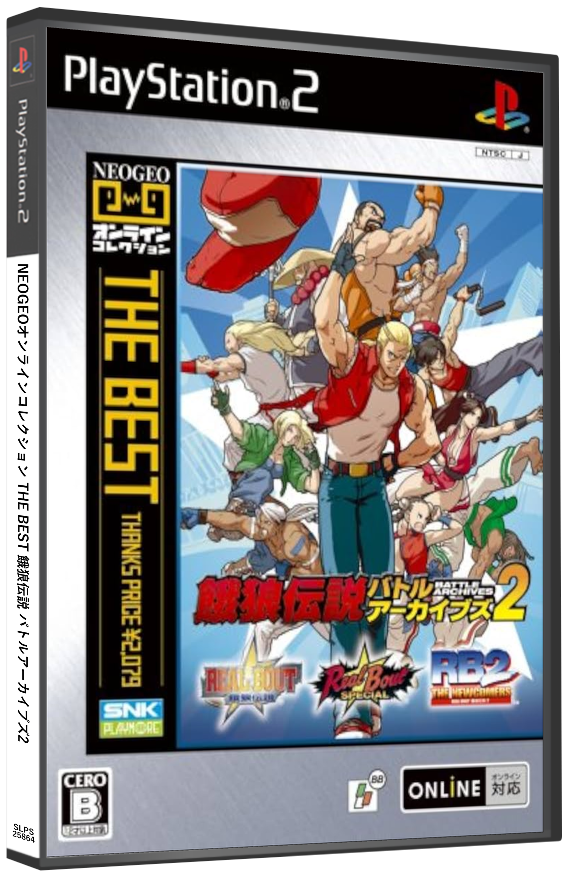 PlayStation®2
PlayStation®2
NTSC J
NEOGEO
オンライン
コレクション
THE BEST
THANKS PRICE ¥2,079
餓狼伝説
バトル
アーカイブズ
BATTLE
ARCHIVES
2
REAL BOUT
餓狼伝説
Real Bout
SPECIAL
RB2
THE NEWCOMERS
SNK
PLAYMORE
CERO
B
BB
ONLiNE
オンライン
対応
NEOGEOオンラインコレクション THE BEST 餓狼伝説 バトルアーカイブズ2
SLPS
25864